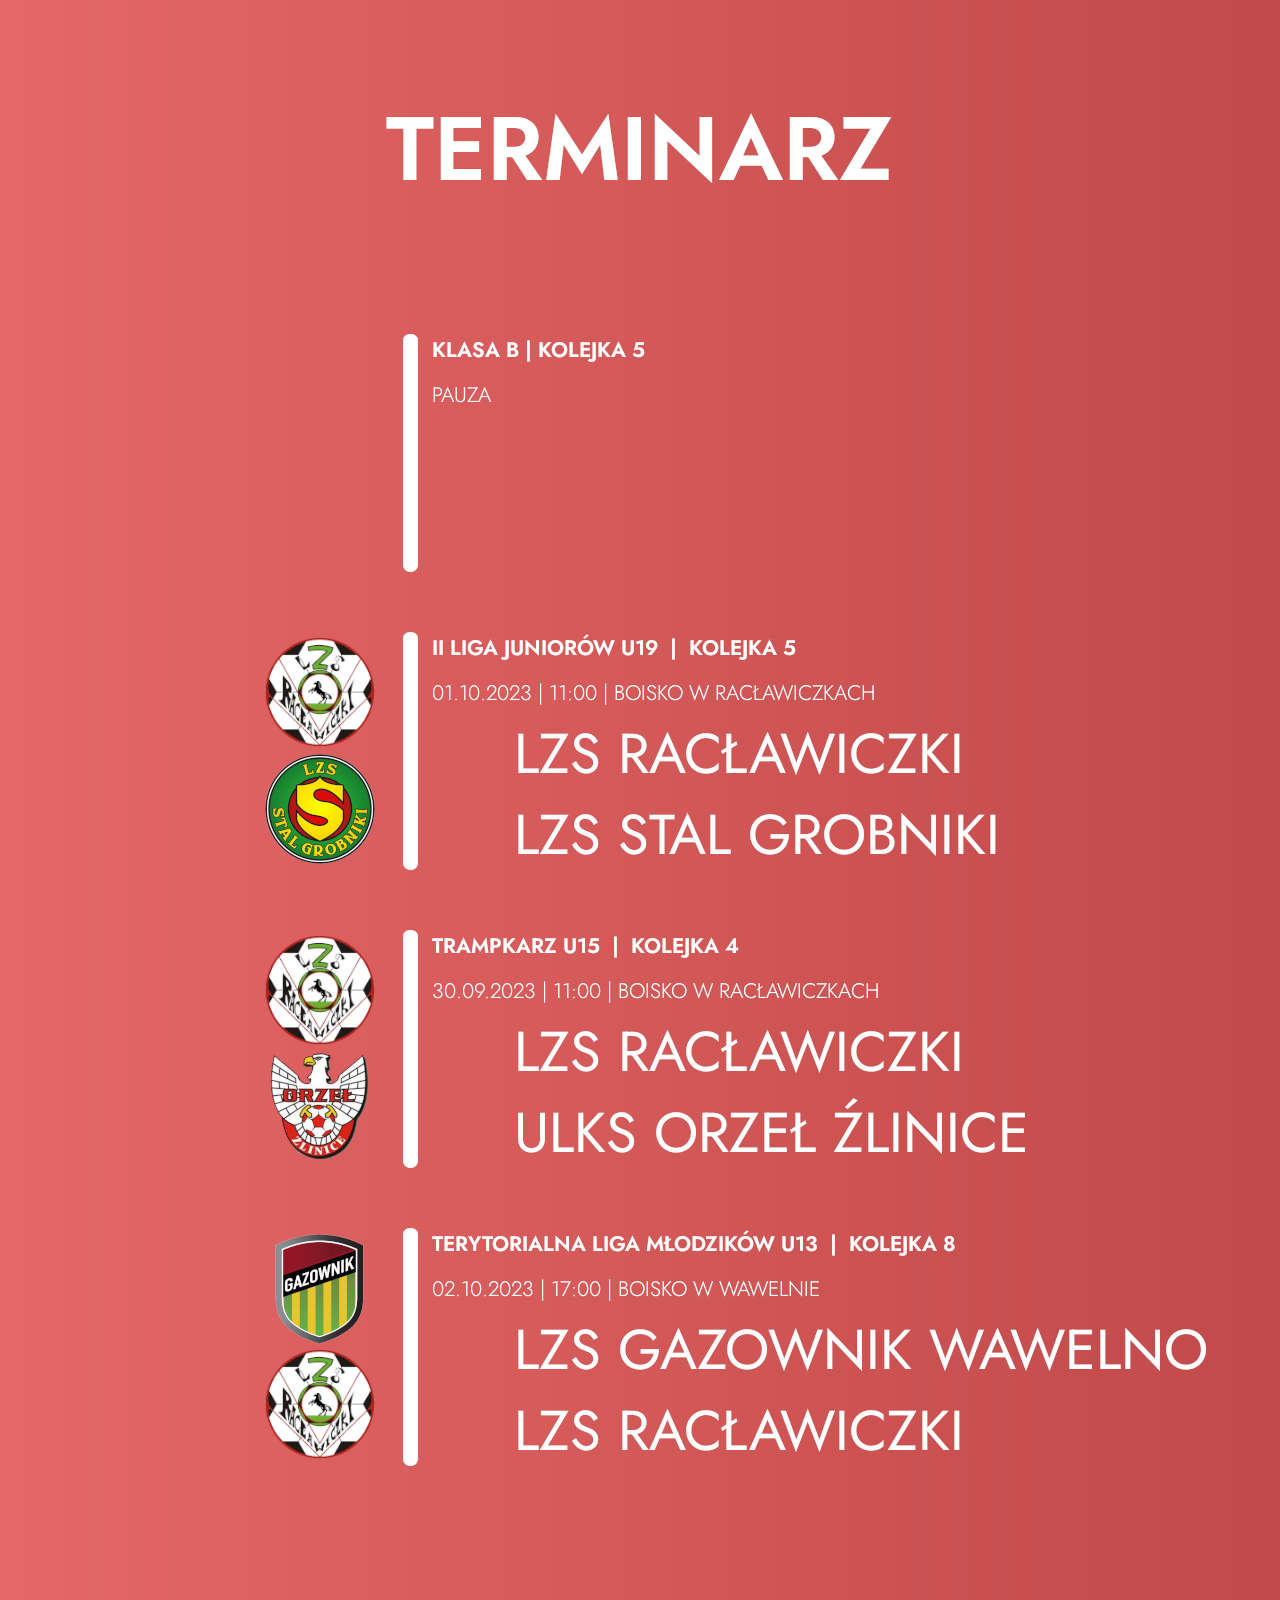 TERMINARZ
KLASA B | KOLEJKA 5
PAUZA
LZS
RACŁAWICZKI
II LIGA JUNIORÓW U19 | KOLEJKA 5
01.10.2023 | 11:00 | BOISKO W RACŁAWICZKACH
LZS RACŁAWICZKI
LZS
S
STAL GROBNIKI
LZS STAL GROBNIKI
LZS
RACŁAWICZKI
TRAMPKARZ U15 | KOLEJKA 4
30.09.2023 | 11:00 | BOISKO W RACŁAWICZKACH
LZS RACŁAWICZKI
ORZEŁ
ŹLINICE
ULKS ORZEŁ ŹLINICE
GAZOWNIK
TERYTORIALNA LIGA MŁODZIKÓW U13 | KOLEJKA 8
02.10.2023 | 17:00 | BOISKO W WAWELNIE
LZS GAZOWNIK WAWELNO
LZS
RACŁAWICZKI
LZS RACŁAWICZKI